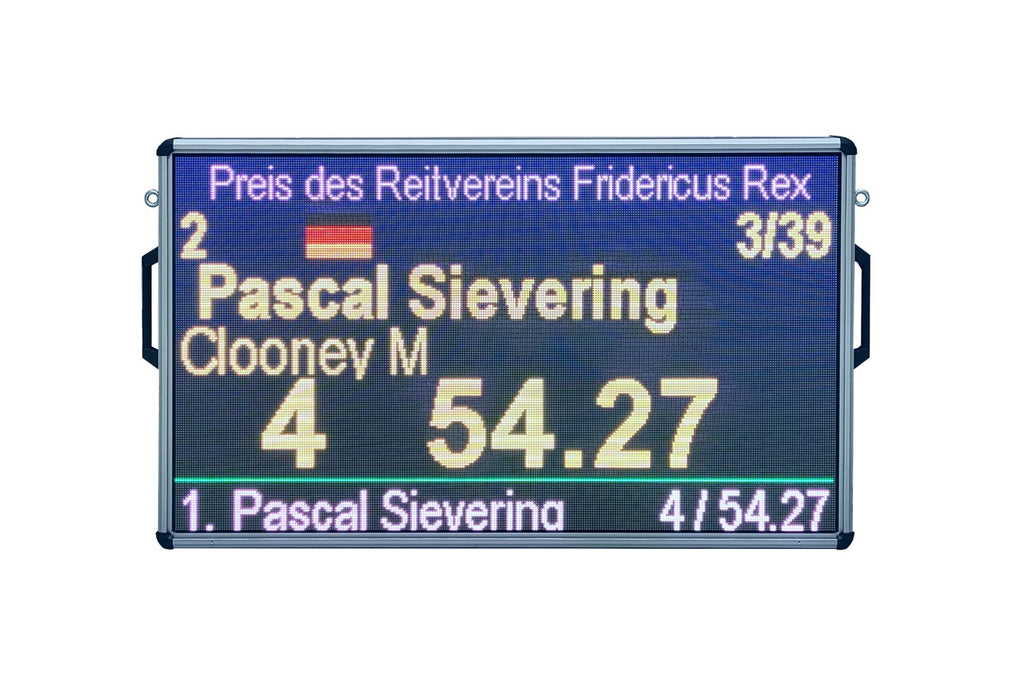 Preis des Reitvereins Fridericus Rex
2 3/39
Pascal Sievering
Clooney M
4 54.27
1. Pascal Sievering 4/54.27